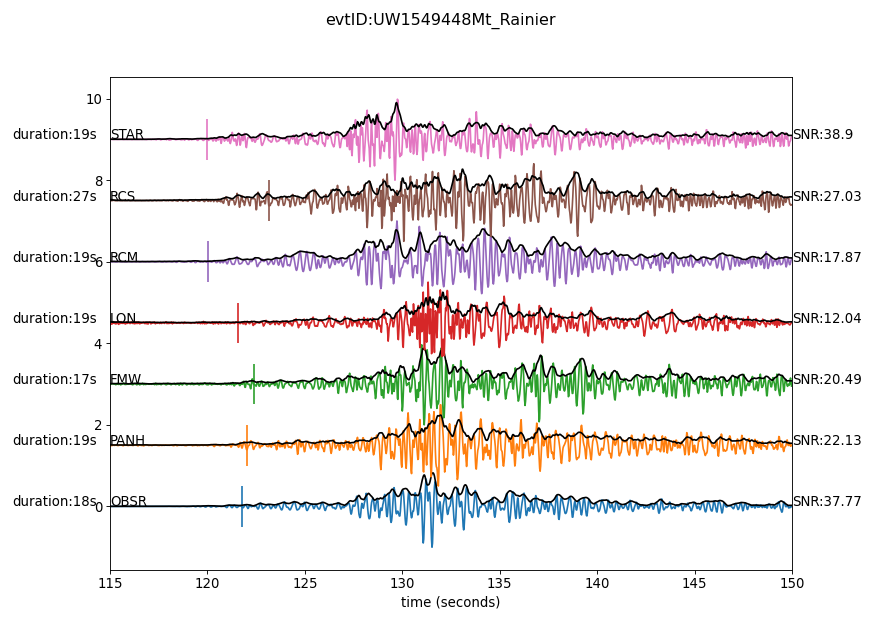 evtID:UW1549448Mt_Rainier
10
duration:19s STAR SNR:38.9
8
duration:27s RCS SNR:27.03
duration:19s RCM SNR:17.87
6
duration:19s LON SNR:12.04
4
duration:17s FMW SNR:20.49
2
duration:19s PANH SNR:22.13
duration:18s OBSR SNR:37.77
0
115 120 125 130 135 140 145 150
time (seconds)